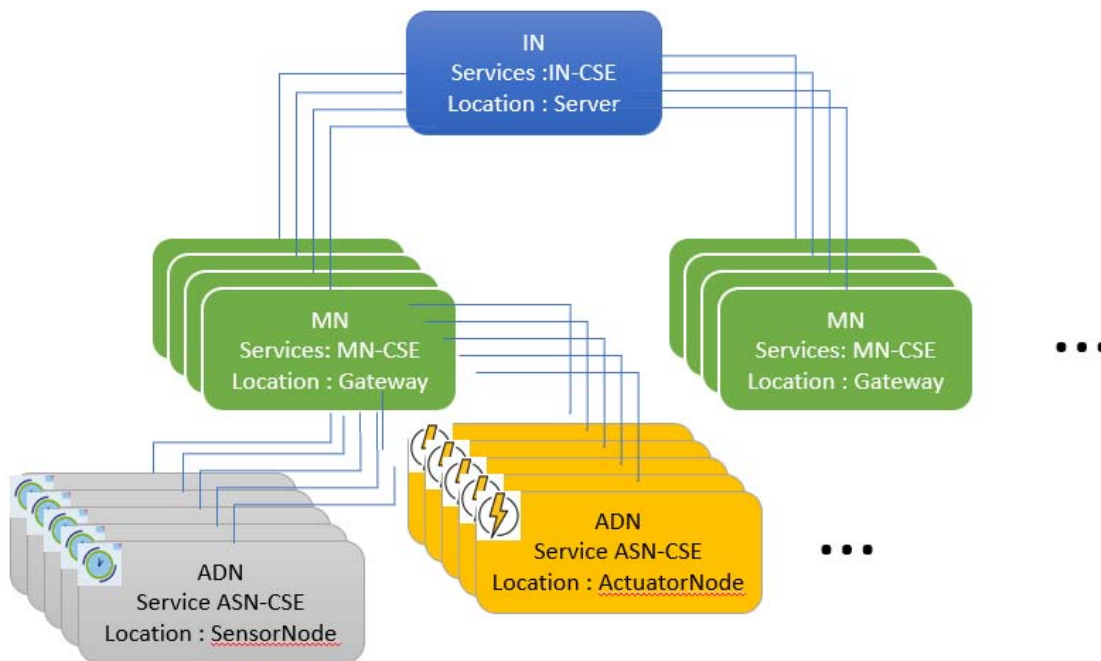 IN
Services :IN-CSE
Location : Server
MN
Services: MN-CSE
Location : Gateway
MN
Services: MN-CSE
Location : Gateway
...
ADN
Service ASN-CSE
Location : SensorNode
ADN
Service ASN-CSE
Location : ActuatorNode
...